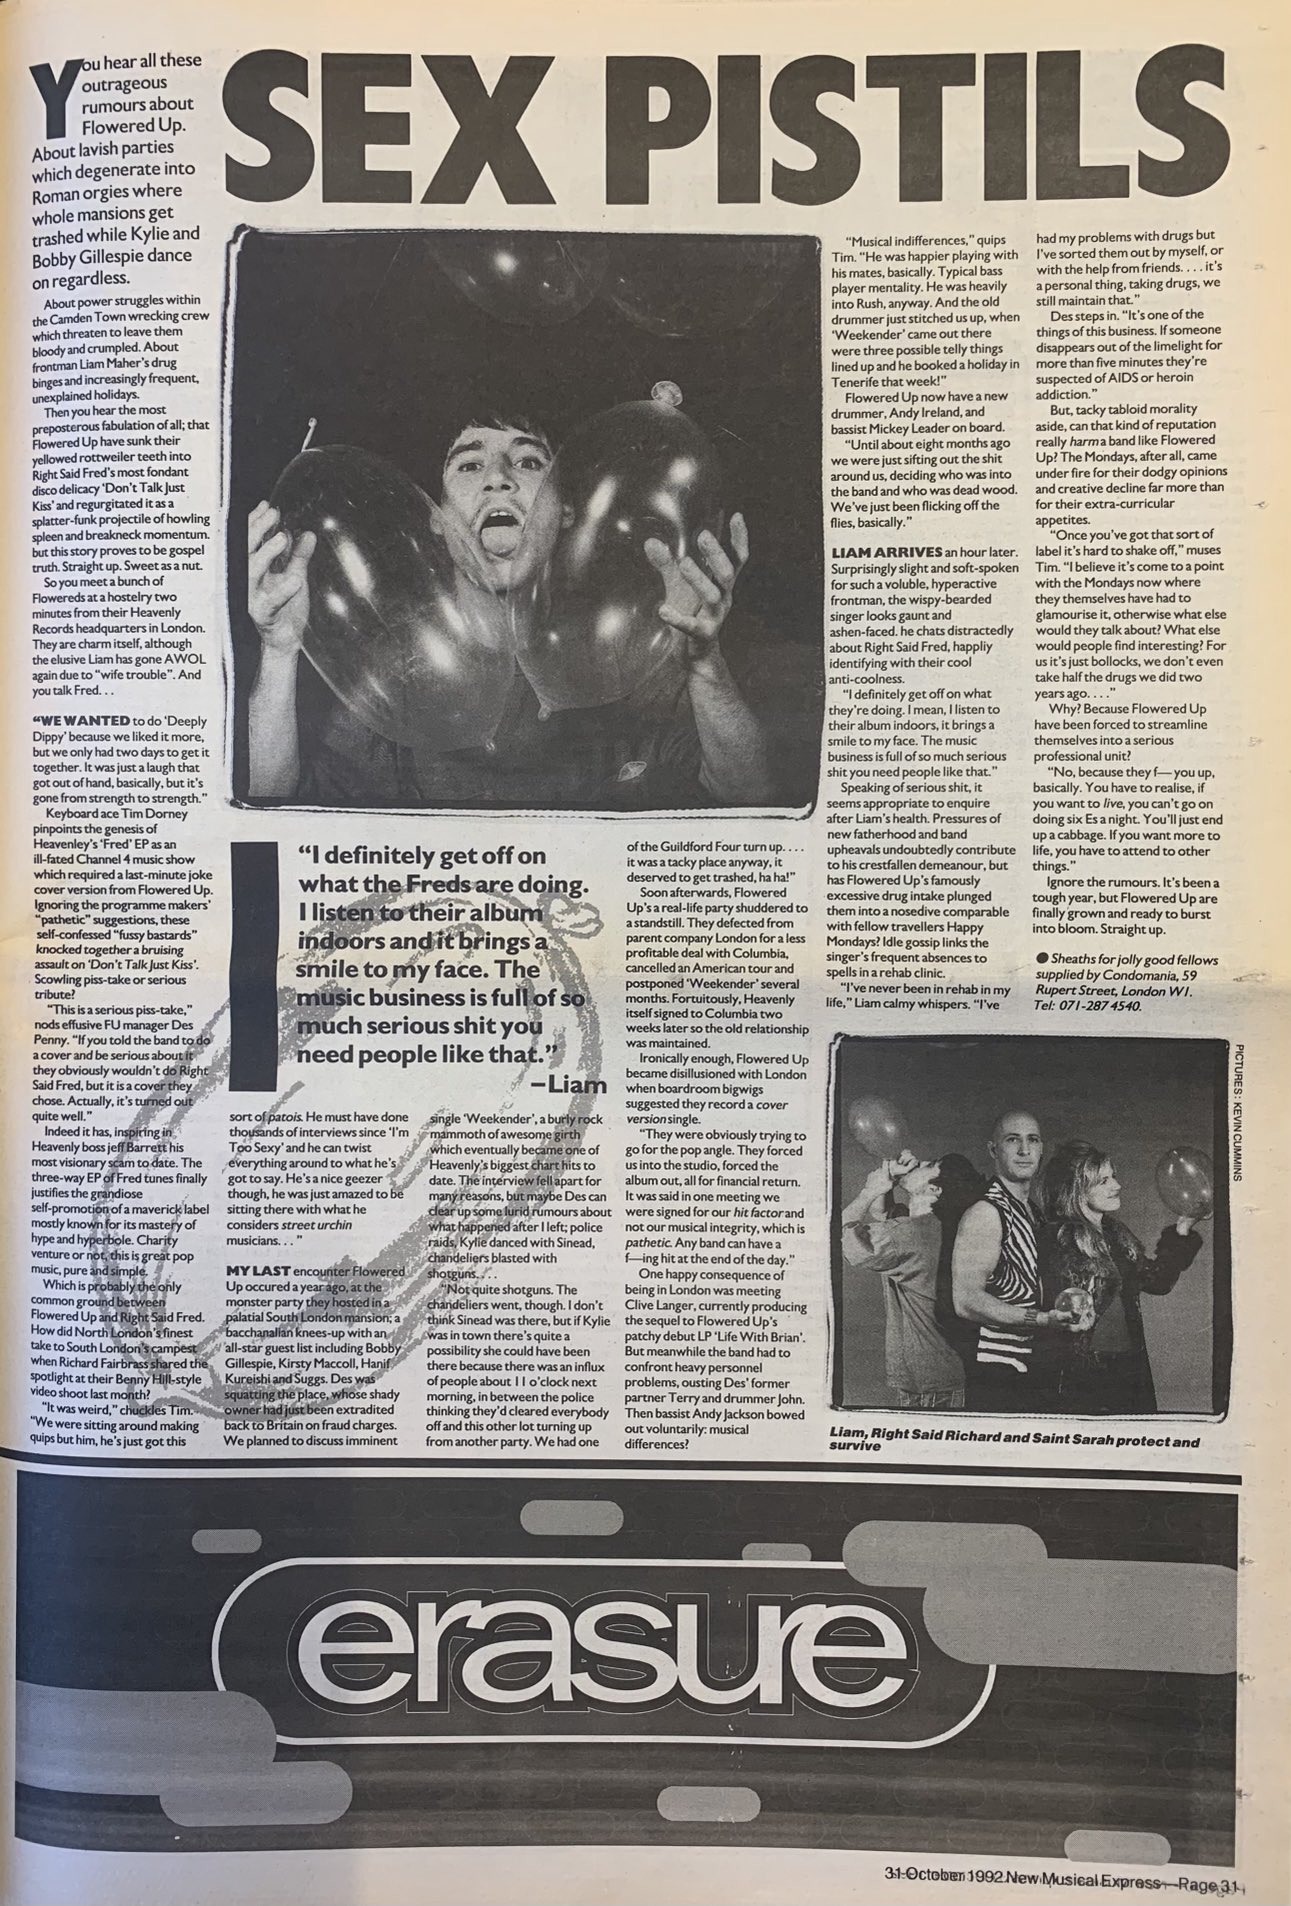 SEX PISTILS
You hear all these
outrageous
rumours about
Flowered Up.
About lavish parties
which degenerate into
Roman orgies where
whole mansions get
trashed while Kylie and
Bobby Gillespie dance
on regardless.
About power struggles within
the Camden Town wrecking crew
which threaten to leave them
bloody and crumpled. About
frontman Liam Maher's drug
binges and increasingly frequent,
unexplained holidays.
Then you hear the most
preposterous fabulation of all; that
Flowered Up have sunk their
yellowed rottweiler teeth into
Right Said Fred's most fondant
disco delicacy 'Don't Talk Just
Kiss' and regurgitated it as a
splatter-funk projectile of howling
spleen and breakneck momentum.
but this story proves to be gospel
truth. Straight up. Sweet as a nut.
So you meet a bunch of
Flowereds at a hostelry two
minutes from their Heavenly
Records headquarters in London.
They are charm itself, although
the elusive Liam has gone AWOL
again due to "wife trouble". And
you talk Fred. . .
"WE WANTED to do 'Deeply
Dippy' because we liked it more,
but we only had two days to get it
together. It was just a laugh that
got out of hand, basically, but it's
gone from strength to strength."
Keyboard ace Tim Dorney
pinpoints the genesis of
Heavenley's 'Fred' EP as an
ill-fated Channel 4 music show
which required a last-minute joke
cover version from Flowered Up.
Ignoring the programme makers'
"pathetic" suggestions, these
self-confessed "fussy bastards"
knocked together a bruising
assault on 'Don't Talk Just Kiss'.
Scowling piss-take or serious
tribute?
"This is a serious piss-take,"
nods effusive FU manager Des
Penny. "If you told the band to do
a cover and be serious about it
they obviously wouldn't do Right
Said Fred, but it is a cover they
chose. Actually, it's turned out
quite well."
Indeed it has, inspiring in
Heavenly boss jeff Barrett his
most visionary scam to date. The
three-way EP of Fred tunes finally
justifies the grandiose
self-promotion of a maverick label
mostly known for its mastery of
hype and hyperbole. Charity
venture or not, this is great pop
music, pure and simple.
Which is probably the only
common ground between
Flowered Up and Right Said Fred.
How did North London's finest
take to South London's campest
when Richard Fairbrass shared the
spotlight at their Benny Hill-style
video shoot last month?
"It was weird," chuckles Tim.
"We were sitting around making
quips but him, he's just got this
"I definitely get off on
what the Freds are doing.
I listen to their album
indoors and it brings a
smile to my face. The
music business is full of so
much serious shit you
need people like that."
–Liam
sort of patois. He must have done
thousands of interviews since 'I'm
Too Sexy' and he can twist
everything around to what he's
got to say. He's a nice geezer
though, he was just amazed to be
sitting there with what he
considers street urchin
musicians. . . "
MY LAST encounter Flowered
Up occured a year ago, at the
monster party they hosted in a
palatial South London mansion; a
bacchanalian knees-up with an
all-star guest list including Bobby
Gillespie, Kirsty Maccoll, Hanif
Kureishi and Suggs. Des was
squatting the place, whose shady
owner had just been extradited
back to Britain on fraud charges.
We planned to discuss imminent
single 'Weekender', a burly rock
mammoth of awesome girth
which eventually became one of
Heavenly's biggest chart hits to
date. The interview fell apart for
many reasons, but maybe Des can
clear up some lurid rumours about
what happened after I left; police
raids, Kylie danced with Sinead,
chandeliers blasted with
shotguns. . . .
"Not quite shotguns. The
chandeliers went, though. I don't
think Sinead was there, but if Kylie
was in town there's quite a
possibility she could have been
there because there was an influx
of people about 11 o'clock next
morning, in between the police
thinking they'd cleared everybody
off and this other lot turning up
from another party. We had one
of the Guildford Four turn up. . . .
it was a tacky place anyway, it
deserved to get trashed, ha ha!"
Soon afterwards, Flowered
Up's a real-life party shuddered to
a standstill. They defected from
parent company London for a less
profitable deal with Columbia,
cancelled an American tour and
postponed 'Weekender' several
months. Fortuitously, Heavenly
itself signed to Columbia two
weeks later so the old relationship
was maintained.
Ironically enough, Flowered Up
became disillusioned with London
when boardroom bigwigs
suggested they record a cover
version single.
"They were obviously trying to
go for the pop angle. They forced
us into the studio, forced the
album out, all for financial return.
It was said in one meeting we
were signed for our hit factor and
not our musical integrity, which is
pathetic. Any band can have a
f—ing hit at the end of the day."
One happy consequence of
being in London was meeting
Clive Langer, currently producing
the sequel to Flowered Up's
patchy debut LP 'Life With Brian'.
But meanwhile the band had to
confront heavy personnel
problems, ousting Des' former
partner Terry and drummer John.
Then bassist Andy Jackson bowed
out voluntarily: musical
differences?
"Musical indifferences," quips
Tim. "He was happier playing with
his mates, basically. Typical bass
player mentality. He was heavily
into Rush, anyway. And the old
drummer just stitched us up, when
'Weekender' came out there
were three possible telly things
lined up and he booked a holiday in
Tenerife that week!"
Flowered Up now have a new
drummer, Andy Ireland, and
bassist Mickey Leader on board.
"Until about eight months ago
we were just sifting out the shit
around us, deciding who was into
the band and who was dead wood.
We've just been flicking off the
flies, basically."
LIAM ARRIVES an hour later.
Surprisingly slight and soft-spoken
for such a voluble, hyperactive
frontman, the wispy-bearded
singer looks gaunt and
ashen-faced. he chats distractedly
about Right Said Fred, happliy
identifying with their cool
anti-coolness.
"I definitely get off on what
they're doing. I mean, I listen to
their album indoors, it brings a
smile to my face. The music
business is full of so much serious
shit you need people like that."
Speaking of serious shit, it
seems appropriate to enquire
after Liam's health. Pressures of
new fatherhood and band
upheavals undoubtedly contribute
to his crestfallen demeanour, but
has Flowered Up's famously
excessive drug intake plunged
them into a nosedive comparable
with fellow travellers Happy
Mondays? Idle gossip links the
singer's frequent absences to
spells in a rehab clinic.
"I've never been in rehab in my
life," Liam calmy whispers. "I've
had my problems with drugs but
I've sorted them out by myself, or
with the help from friends. . . . it's
a personal thing, taking drugs, we
still maintain that."
Des steps in. "It's one of the
things of this business. If someone
disappears out of the limelight for
more than five minutes they're
suspected of AIDS or heroin
addiction."
But, tacky tabloid morality
aside, can that kind of reputation
really harm a band like Flowered
Up? The Mondays, after all, came
under fire for their dodgy opinions
and creative decline far more than
for their extra-curricular
appetites.
"Once you've got that sort of
label it's hard to shake off," muses
Tim. "I believe it's come to a point
with the Mondays now where
they themselves have had to
glamourise it, otherwise what else
would they talk about? What else
would people find interesting? For
us it's just bollocks, we don't even
take half the drugs we did two
years ago. . . ."
Why? Because Flowered Up
have been forced to streamline
themselves into a serious
professional unit?
"No, because they f— you up,
basically. You have to realise, if
you want to live, you can't go on
doing six Es a night. You'll just end
up a cabbage. If you want more to
life, you have to attend to other
things."
Ignore the rumours. It's been a
tough year, but Flowered Up are
finally grown and ready to burst
into bloom. Straight up.
● Sheaths for jolly good fellows
supplied by Condomania, 59
Rupert Street, London W1.
Tel: 071-287 4540.
PICTURES: KEVIN CUMMINS
Liam, Right Said Richard and Saint Sarah protect and
survive
erasure
31 October 1992 New Musical Express—Page 31